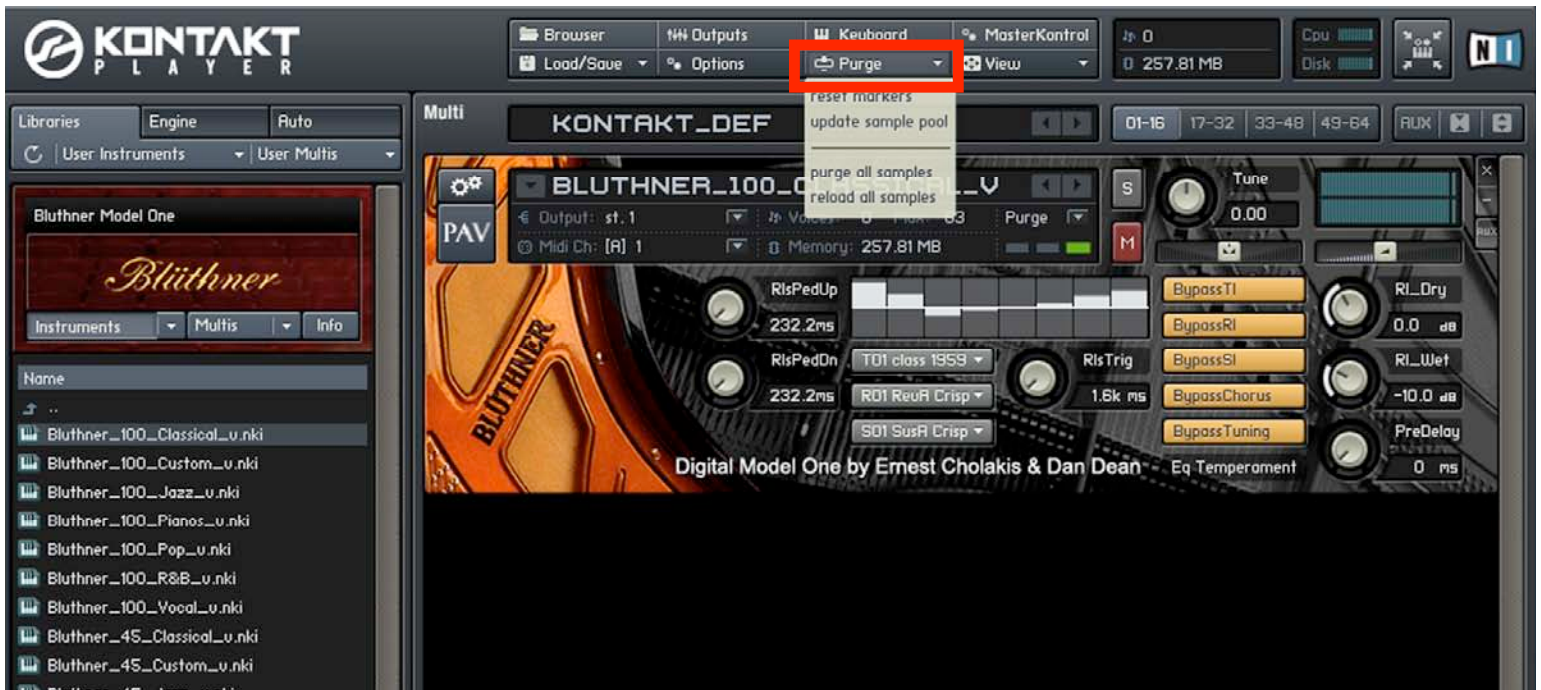 KONTAKT
PLAYER
Browser
Outputs
Keyboard
MasterKontrol
Load/Save
Options
Purge
View
0
257.81 MB
Cpu
Disk
NI
reset markers
update sample pool
purge all samples
reload all samples
Libraries Engine Auto
User Instruments User Multis
Bluthner Model One
Blüthner
Instruments Multis Info
Name
..
Bluthner_100_Classical_v.nki
Bluthner_100_Custom_v.nki
Bluthner_100_Jazz_v.nki
Bluthner_100_Pianos_v.nki
Bluthner_100_Pop_v.nki
Bluthner_100_R&B_v.nki
Bluthner_100_Vocal_v.nki
Bluthner_45_Classical_v.nki
Bluthner_45_Custom_v.nki
Multi
KONTAKT_DEF
01-16 17-32 33-48 49-64
AUX
BLUTHNER_100_CLASSICAL_V
PAV
Output: st. 1
Purge
Midi Ch: [A] 1
Memory: 257.81 MB
S
M
Tune
0.00
AUX
BLUTHNER
RlsPedUp
232.2ms
RlsPedDn
232.2ms
T01 class 1959
R01 RevA Crisp
S01 SusA Crisp
RlsTrig
1.6k ms
BypassTI
BypassRI
BypassSI
BypassChorus
BypassTuning
Eq Temperament
RI_Dry
0.0 dB
RI_Wet
-10.0 dB
PreDelay
0 ms
Digital Model One by Ernest Cholakis & Dan Dean